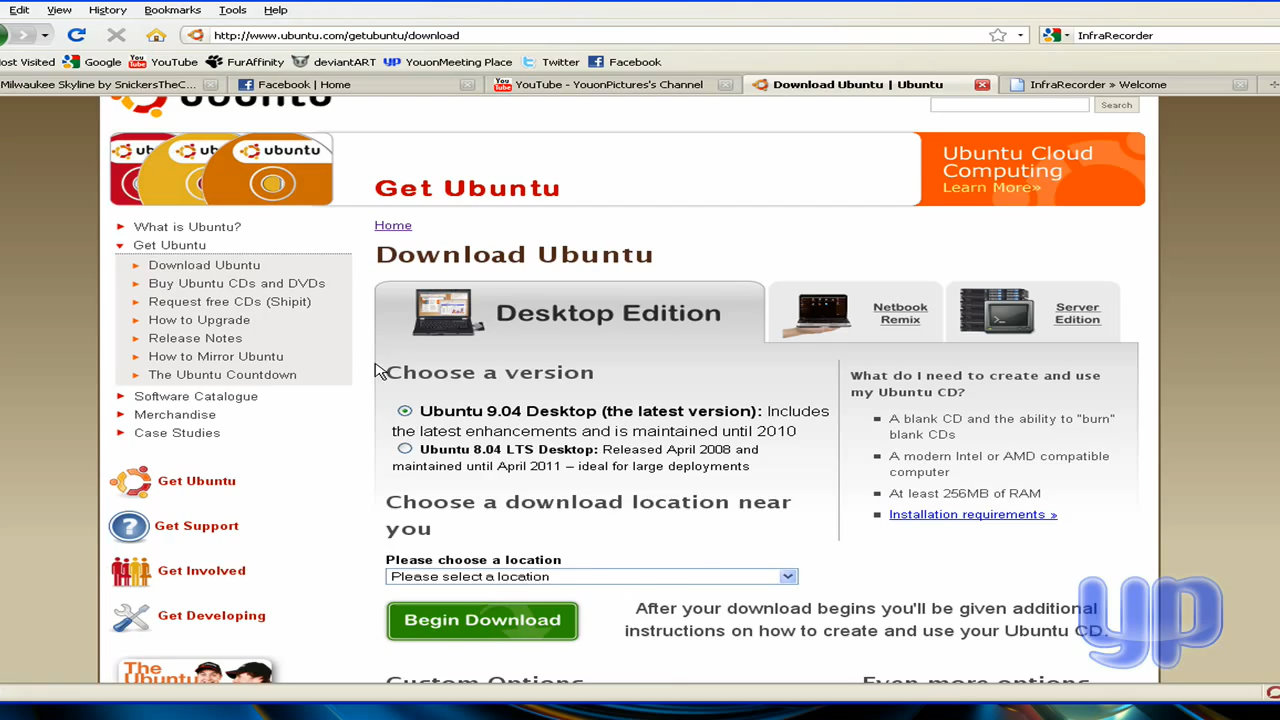 Edit View History Bookmarks Tools Help
http://www.ubuntu.com/getubuntu/download
InfraRecorder
ost Visited Google YouTube FurAffinity deviantART YouonMeeting Place Twitter Facebook
Milwaukee Skyline by SnickersTheC... Facebook | Home YouTube - YouonPictures's Channel Download Ubuntu | Ubuntu InfraRecorder » Welcome
ubuntu
Search
ubuntu
Get Ubuntu
Ubuntu Cloud
Computing
Learn More»
What is Ubuntu?
Get Ubuntu
Download Ubuntu
Buy Ubuntu CDs and DVDs
Request free CDs (Shipit)
How to Upgrade
Release Notes
How to Mirror Ubuntu
The Ubuntu Countdown
Software Catalogue
Merchandise
Case Studies
Get Ubuntu
Get Support
Get Involved
Get Developing
The
Ubuntu
Home
Download Ubuntu
Desktop Edition
Netbook
Remix
Server
Edition
Choose a version
Ubuntu 9.04 Desktop (the latest version): Includes
the latest enhancements and is maintained until 2010
Ubuntu 8.04 LTS Desktop: Released April 2008 and
maintained until April 2011 – ideal for large deployments
Choose a download location near
you
Please choose a location
Please select a location
Begin Download
What do I need to create and use
my Ubuntu CD?
A blank CD and the ability to "burn"
blank CDs
A modern Intel or AMD compatible
computer
At least 256MB of RAM
Installation requirements »
After your download begins you'll be given additional
instructions on how to create and use your Ubuntu CD.
Custom Options
Even more options
yp